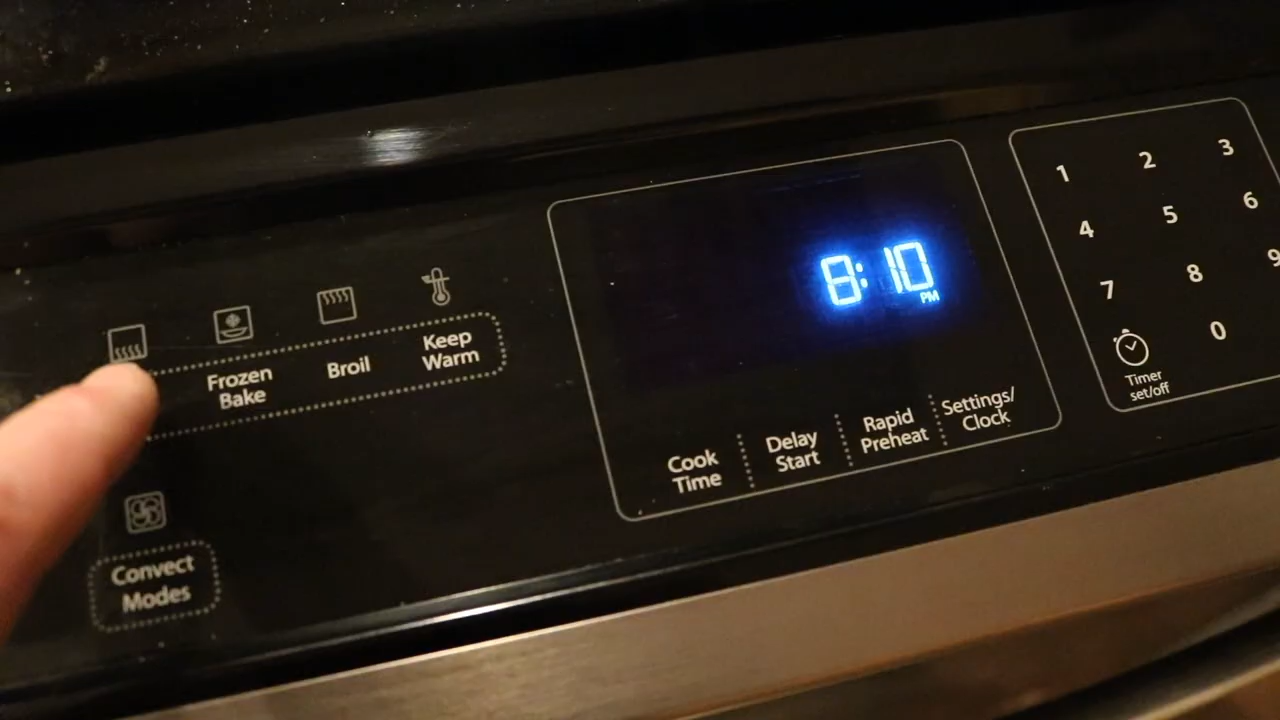 8:10
PM
Frozen
Bake
Broil
Keep
Warm
Convect
Modes
Cook
Time
Delay
Start
Rapid
Preheat
Settings/
Clock
1 2 3
4 5 6
7 8 9
0
Timer
set/off